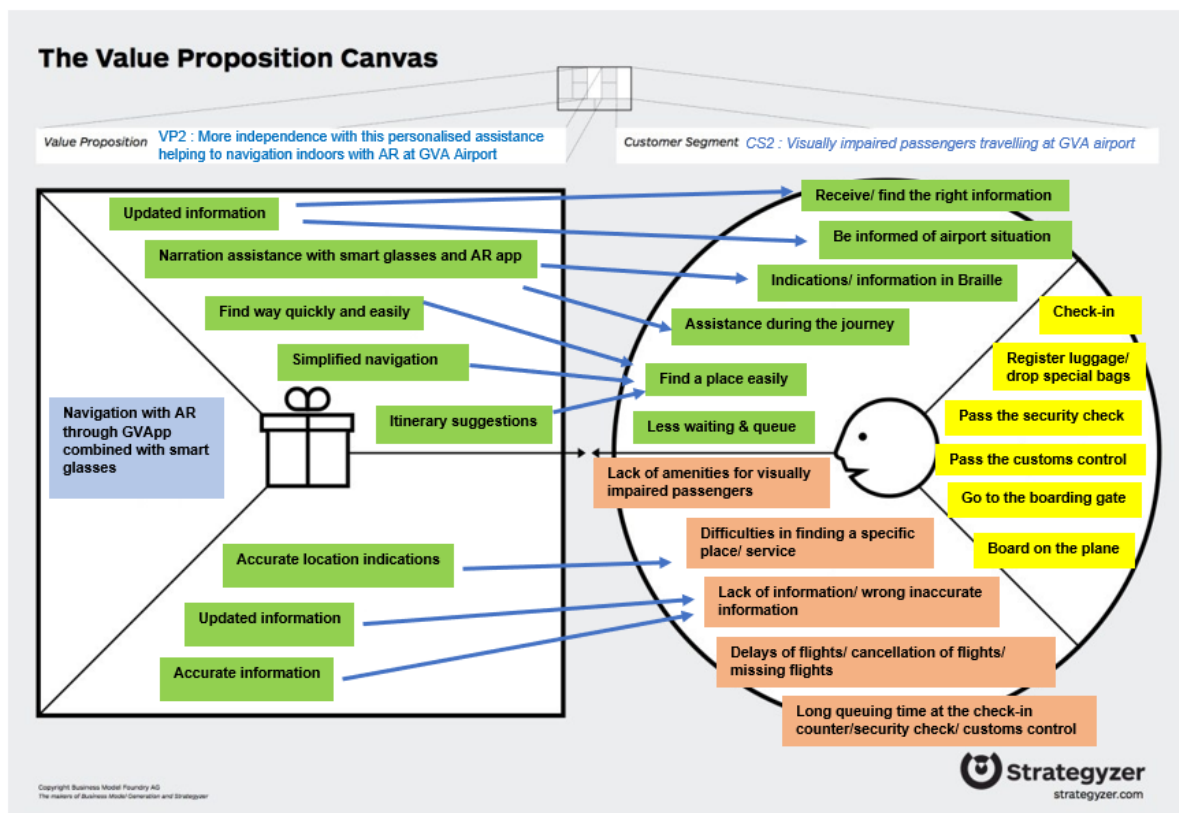 The Value Proposition Canvas
Value Proposition
VP2 : More independence with this personalised assistance
helping to navigation indoors with AR at GVA Airport
Customer Segment
CS2 : Visually impaired passengers travelling at GVA airport
Updated information
Narration assistance with smart glasses and AR app
Find way quickly and easily
Simplified navigation
Itinerary suggestions
Navigation with AR
through GVApp
combined with smart
glasses
Accurate location indications
Updated information
Accurate information
Receive/ find the right information
Be informed of airport situation
Indications/ information in Braille
Assistance during the journey
Find a place easily
Less waiting & queue
Check-in
Register luggage/
drop special bags
Pass the security check
Pass the customs control
Go to the boarding gate
Board on the plane
Lack of amenities for visually
impaired passengers
Difficulties in finding a specific
place/ service
Lack of information/ wrong inaccurate
information
Delays of flights/ cancellation of flights/
missing flights
Long queuing time at the check-in
counter/security check/ customs control
Copyright Business Model Foundry AG
The makers of Business Model Generation and Strategyzer
Strategyzer
strategyzer.com